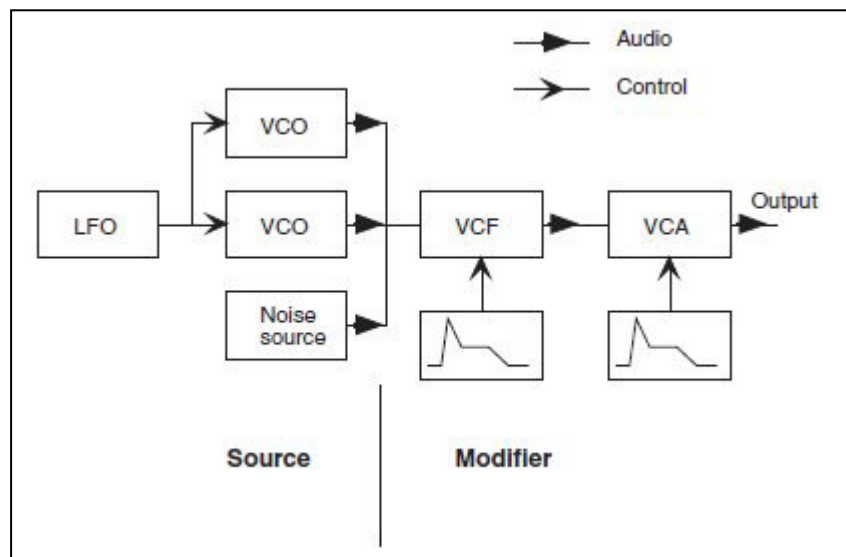 Audio
Control
VCO
LFO
VCO
VCF
VCA
Output
Noise
source
Source
Modifier